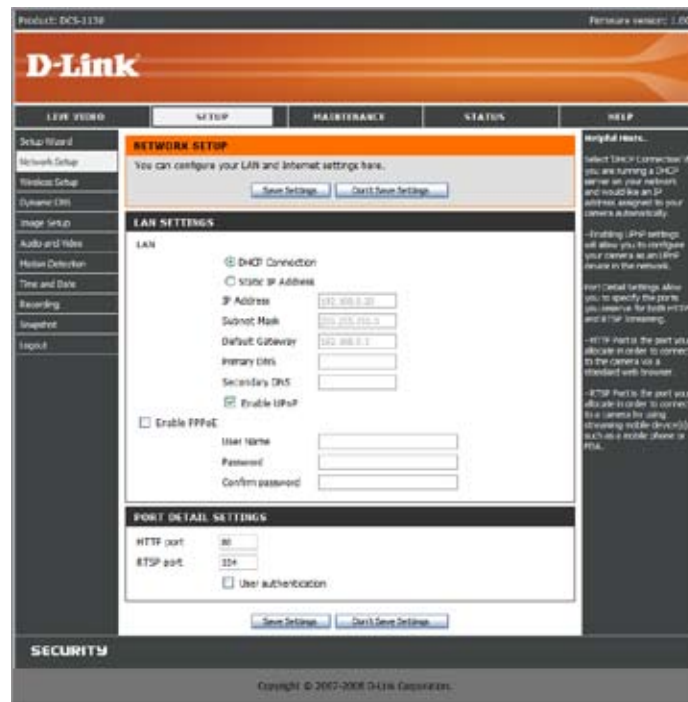 Product: DCS-1130
Firmware version: 1.00
D-Link
LIVE VIDEO
SETUP
MAINTENANCE
STATUS
HELP
Setup Wizard
Network Setup
Wireless Setup
Dynamic DNS
Image Setup
Audio and Video
Motion Detection
Time and Date
Recording
Snapshot
Logout
NETWORK SETUP
You can configure your LAN and Internet settings here.
Save Settings
Don't Save Settings
LAN SETTINGS
LAN
DHCP Connection
Static IP Address
IP Address
192.168.0.20
Subnet Mask
Default Gateway
Primary DNS
Secondary DNS
Enable UPnP
Enable PPPoE
User Name
Password
Confirm password
PORT DETAIL SETTINGS
HTTP port
80
RTSP port
554
User authentication
Save Settings
Don't Save Settings
Helpful Hints..
Select DHCP Connection if
you are running a DHCP
server on your network
and would like an IP
address assigned to your
camera automatically.
-Enabling UPnP settings
will allow you to configure
your camera as an UPnP
device in the network.
Port Detail Settings allow
you to specify the ports
you reserve for both HTTP
and RTSP Streaming.
-HTTP Port is the port you
allocate in order to connect
to the camera via a
standard web browser.
-RTSP Port is the port you
allocate in order to connect
to a camera by using
streaming mobile device(s)
such as a mobile phone or
PDA.
SECURITY
Copyright © 2007-2008 D-Link Corporation.